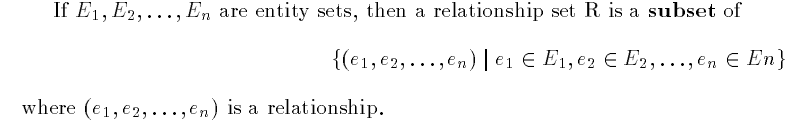 If E₁, E₂, ..., Eₙ are entity sets, then a relationship set R is a subset of
{(e₁, e₂, ..., eₙ) | e₁ ∈ E₁, e₂ ∈ E₂, ..., eₙ ∈ En}
where (e₁, e₂, ..., eₙ) is a relationship.